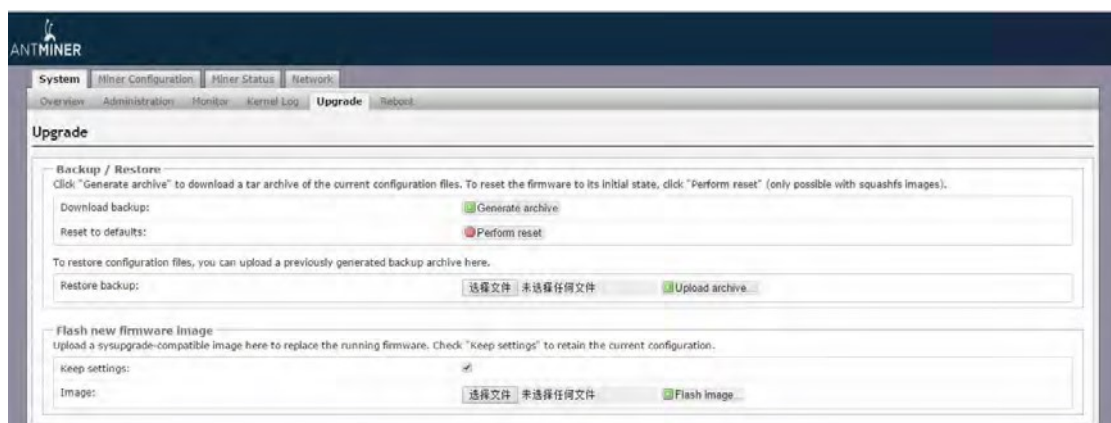 ANTMINER
System Miner Configuration Miner Status Network
Overview Administration Monitor Kernel Log Upgrade Reboot
Upgrade
Backup / Restore
Click "Generate archive" to download a tar archive of the current configuration files. To reset the firmware to its initial state, click "Perform reset" (only possible with squashfs images).
Download backup: Generate archive
Reset to defaults: Perform reset
To restore configuration files, you can upload a previously generated backup archive here.
Restore backup: 选择文件 未选择任何文件 Upload archive...
Flash new firmware image
Upload a sysupgrade-compatible image here to replace the running firmware. Check "Keep settings" to retain the current configuration.
Keep settings:
Image: 选择文件 未选择任何文件 Flash image...